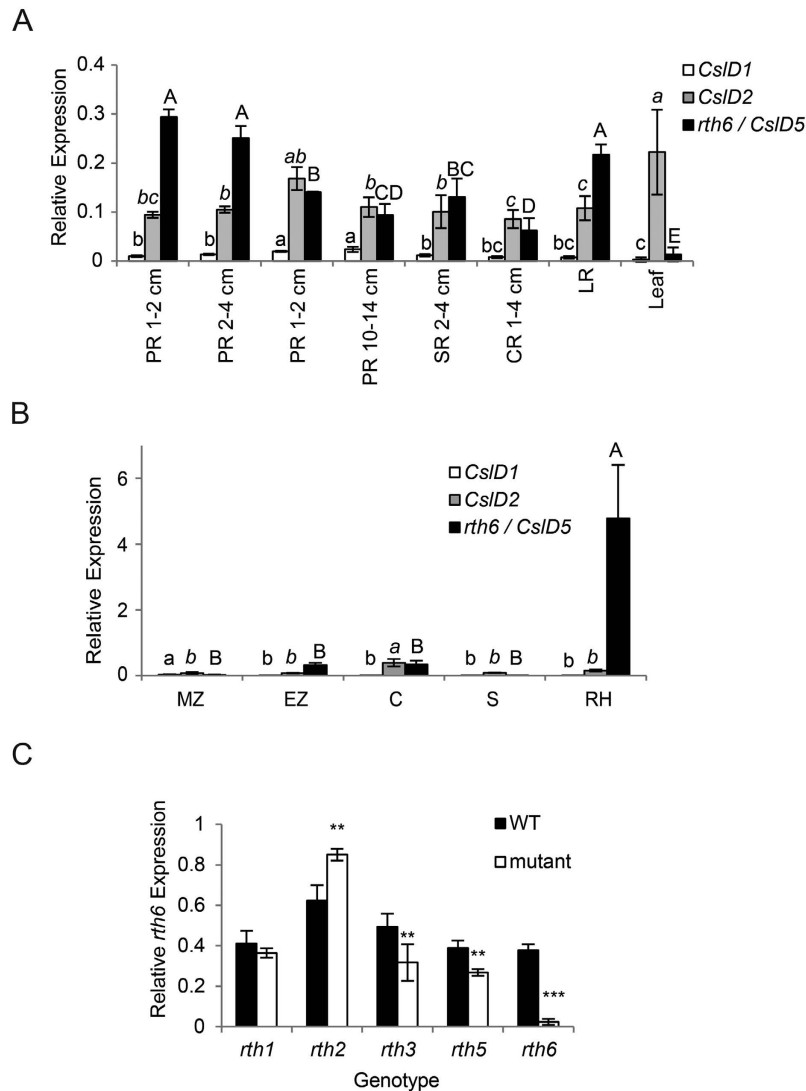 A
Relative Expression
0.4
0.3
0.2
0.1
0
CslD1
CslD2
rth6 / CslD5
b bc A
b b A
a ab B
a b CD
b b BC
bc c D
bc c A
c a E
PR 1-2 cm
PR 2-4 cm
PR 1-2 cm
PR 10-14 cm
SR 2-4 cm
CR 1-4 cm
LR
Leaf
B
Relative Expression
6
4
2
0
CslD1
CslD2
rth6 / CslD5
a b B
b b B
b a B
b b B
b b A
MZ EZ C S RH
C
Relative rth6 Expression
1
0.8
0.6
0.4
0.2
0
WT
mutant
**
**
**
***
rth1 rth2 rth3 rth5 rth6
Genotype